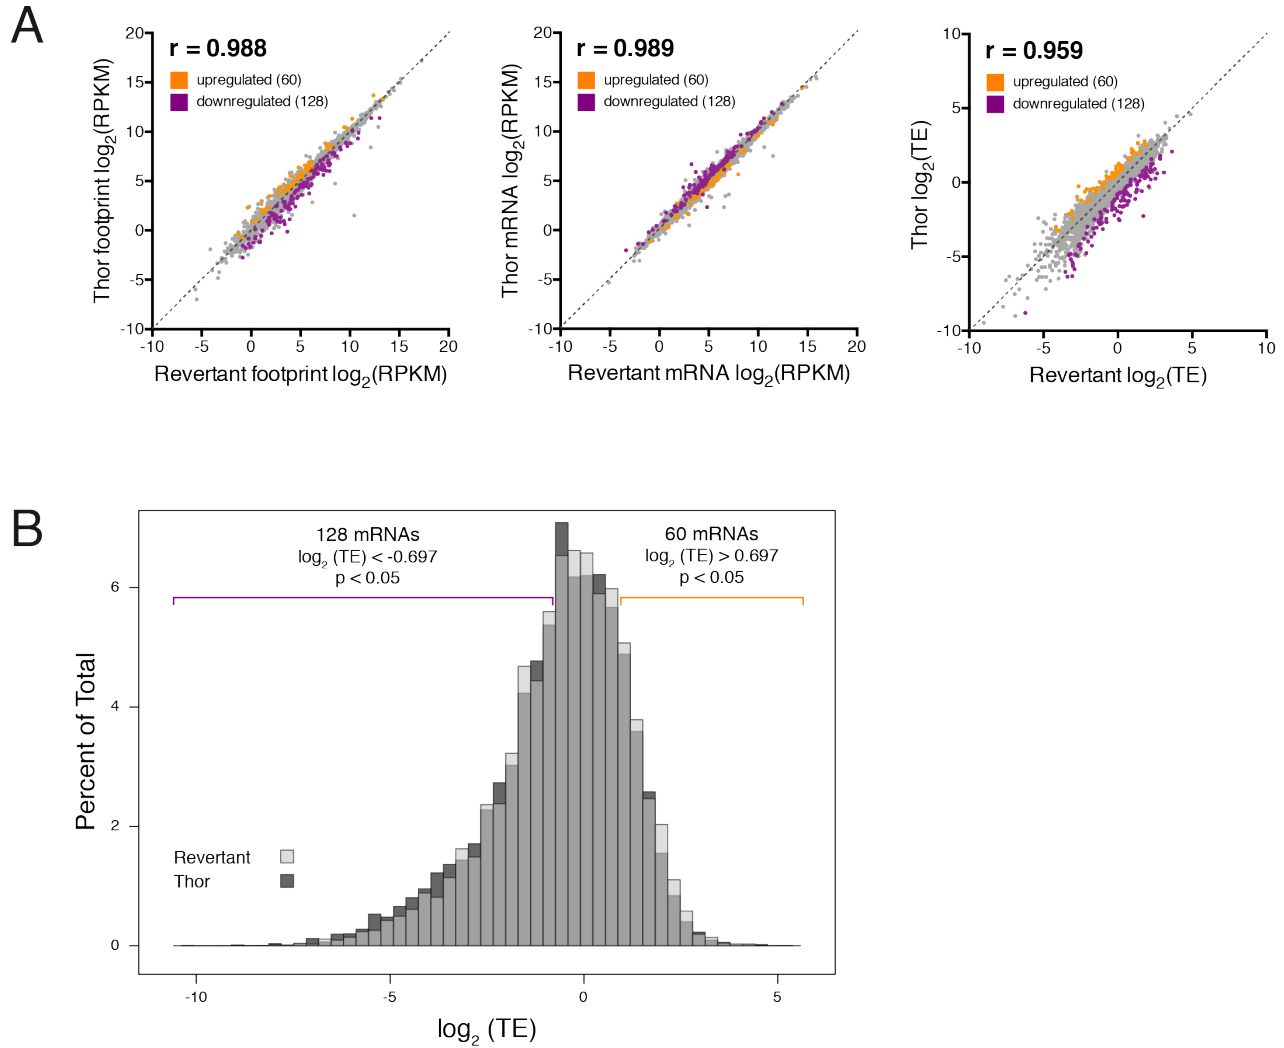 A
r = 0.988
upregulated (60)
downregulated (128)
Thor footprint log2(RPKM)
20
15
10
5
0
-5
-10
-10 -5 0 5 10 15 20
Revertant footprint log2(RPKM)
r = 0.989
upregulated (60)
downregulated (128)
Thor mRNA log2(RPKM)
20
15
10
5
0
-5
-10
-10 -5 0 5 10 15 20
Revertant mRNA log2(RPKM)
r = 0.959
upregulated (60)
downregulated (128)
Thor log2(TE)
10
5
0
-5
-10
-10 -5 0 5 10
Revertant log2(TE)
B
128 mRNAs
log2 (TE) < -0.697
p < 0.05
60 mRNAs
log2 (TE) > 0.697
p < 0.05
Percent of Total
6
4
2
0
Revertant
Thor
-10 -5 0 5
log2 (TE)